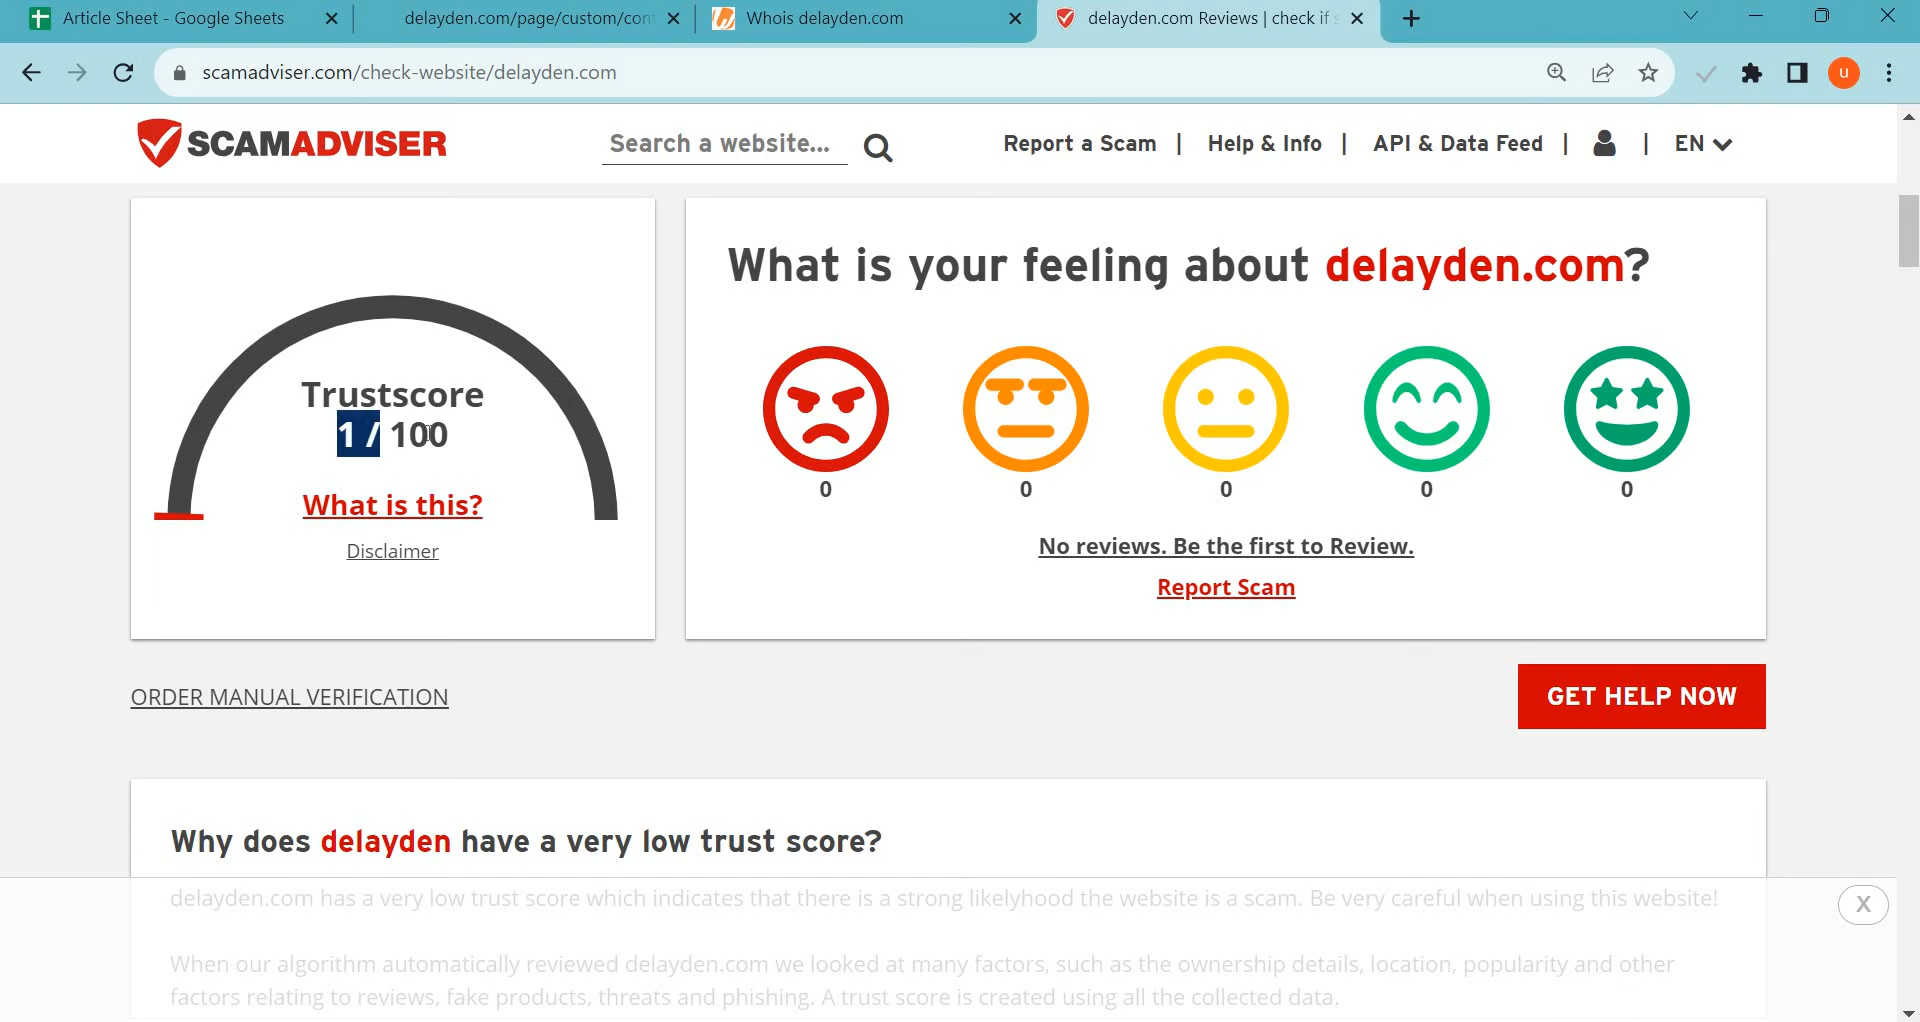 Article Sheet - Google Sheets
delayden.com/page/custom/con
Whois delayden.com
delayden.com Reviews | check if s
scamadviser.com/check-website/delayden.com
u
SCAMADVISER
Search a website...
Report a Scam | Help & Info | API & Data Feed | | EN
Trustscore
1 / 100
What is this?
Disclaimer
What is your feeling about delayden.com?
0 0 0 0 0
No reviews. Be the first to Review.
Report Scam
ORDER MANUAL VERIFICATION
GET HELP NOW
Why does delayden have a very low trust score?
delayden.com has a very low trust score which indicates that there is a strong likelyhood the website is a scam. Be very careful when using this website!
X
When our algorithm automatically reviewed delayden.com we looked at many factors, such as the ownership details, location, popularity and other
factors relating to reviews, fake products, threats and phishing. A trust score is created using all the collected data.